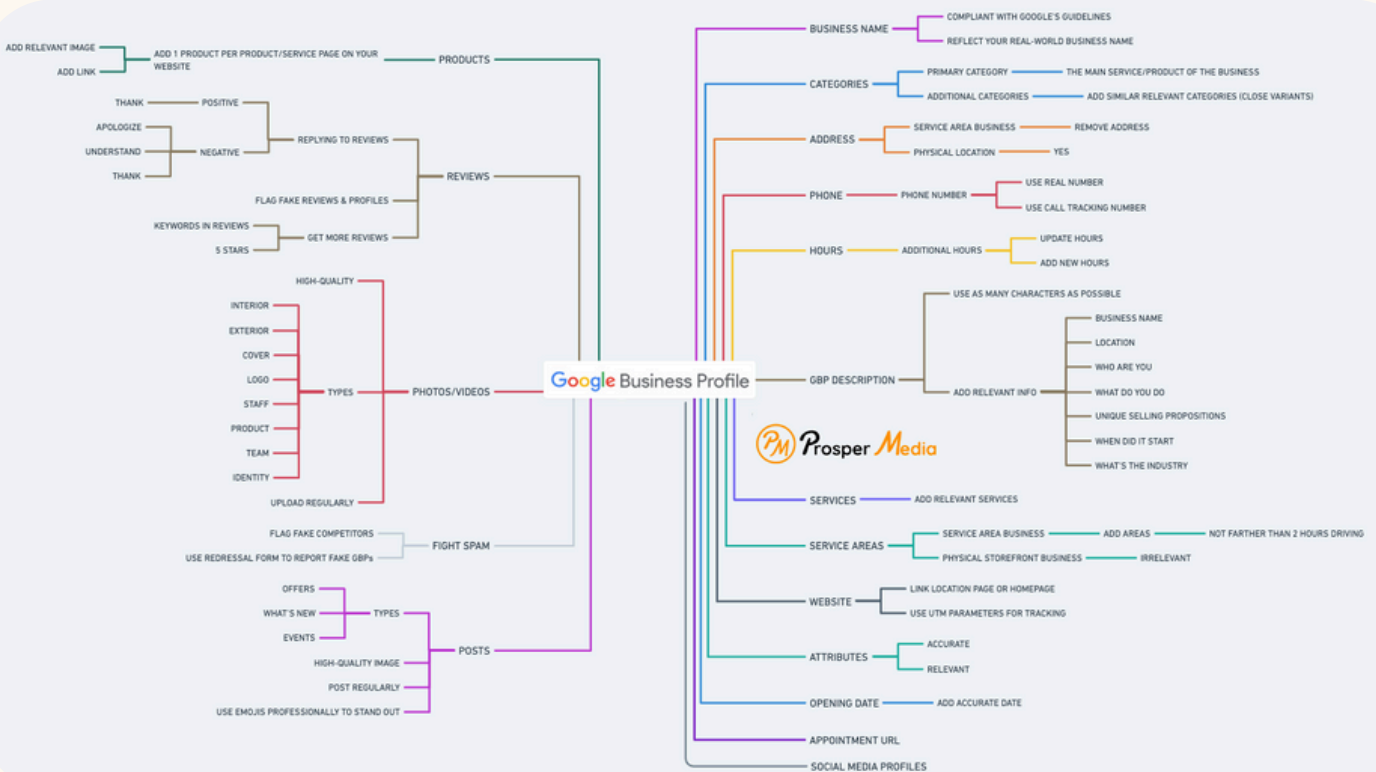 ADD RELEVANT IMAGE
ADD LINK
ADD 1 PRODUCT PER PRODUCT/SERVICE PAGE ON YOUR
WEBSITE
PRODUCTS
THANK
POSITIVE
APOLOGIZE
UNDERSTAND
THANK
NEGATIVE
REPLYING TO REVIEWS
FLAG FAKE REVIEWS & PROFILES
KEYWORDS IN REVIEWS
5 STARS
GET MORE REVIEWS
REVIEWS
HIGH-QUALITY
INTERIOR
EXTERIOR
COVER
LOGO
STAFF
PRODUCT
TEAM
IDENTITY
TYPES
UPLOAD REGULARLY
PHOTOS/VIDEOS
FLAG FAKE COMPETITORS
USE REDRESSAL FORM TO REPORT FAKE GBPs
FIGHT SPAM
OFFERS
WHAT'S NEW
EVENTS
TYPES
HIGH-QUALITY IMAGE
POST REGULARLY
USE EMOJIS PROFESSIONALLY TO STAND OUT
POSTS
Google Business Profile
PM Prosper Media
BUSINESS NAME
COMPLIANT WITH GOOGLE'S GUIDELINES
REFLECT YOUR REAL-WORLD BUSINESS NAME
CATEGORIES
PRIMARY CATEGORY
THE MAIN SERVICE/PRODUCT OF THE BUSINESS
ADDITIONAL CATEGORIES
ADD SIMILAR RELEVANT CATEGORIES (CLOSE VARIANTS)
ADDRESS
SERVICE AREA BUSINESS
REMOVE ADDRESS
PHYSICAL LOCATION
YES
PHONE
PHONE NUMBER
USE REAL NUMBER
USE CALL TRACKING NUMBER
HOURS
ADDITIONAL HOURS
UPDATE HOURS
ADD NEW HOURS
GBP DESCRIPTION
USE AS MANY CHARACTERS AS POSSIBLE
ADD RELEVANT INFO
BUSINESS NAME
LOCATION
WHO ARE YOU
WHAT DO YOU DO
UNIQUE SELLING PROPOSITIONS
WHEN DID IT START
WHAT'S THE INDUSTRY
SERVICES
ADD RELEVANT SERVICES
SERVICE AREAS
SERVICE AREA BUSINESS
ADD AREAS
NOT FARTHER THAN 2 HOURS DRIVING
PHYSICAL STOREFRONT BUSINESS
IRRELEVANT
WEBSITE
LINK LOCATION PAGE OR HOMEPAGE
USE UTM PARAMETERS FOR TRACKING
ATTRIBUTES
ACCURATE
RELEVANT
OPENING DATE
ADD ACCURATE DATE
APPOINTMENT URL
SOCIAL MEDIA PROFILES